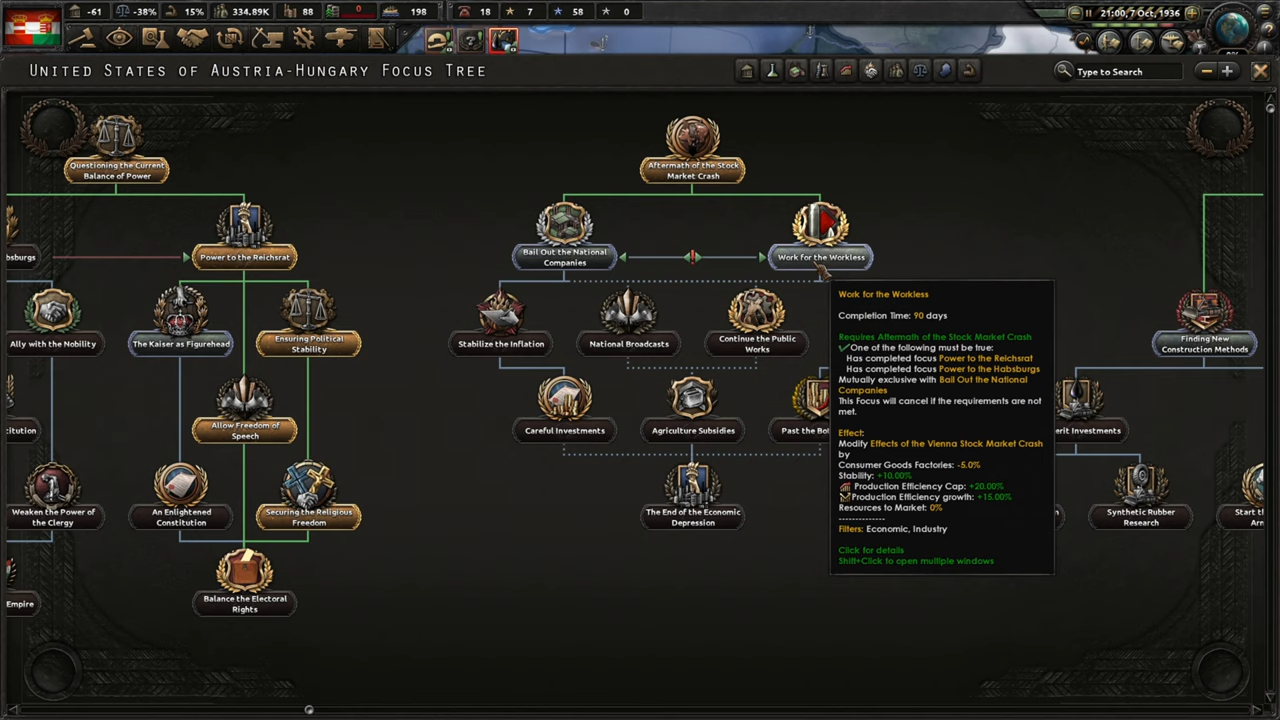 -61
-38%
15%
334.89K
88
0
198
18
7
58
0
21:00, 7 Oct, 1936
United States of Austria-Hungary Focus Tree
Type to Search
Questioning the Current
Balance of Power
Aftermath of the Stock
Market Crash
bsburgs
Power to the Reichsrat
Bail Out the National
Companies
Work for the Workless
Ally with the Nobility
The Kaiser as Figurehead
Ensuring Political
Stability
Stabilize the Inflation
National Broadcasts
Continue the Public
Works
Finding New
Construction Methods
titution
Allow Freedom of
Speech
Careful Investments
Agriculture Subsidies
Past the Bo
erit Investments
Weaken the Power of
the Clergy
An Enlightened
Constitution
Securing the Religious
Freedom
The End of the Economic
Depression
Synthetic Rubber
Research
Start th
Arm
Empire
Balance the Electoral
Rights
Work for the Workless
Completion Time: 90 days
Requires Aftermath of the Stock Market Crash
One of the following must be true:
Has completed focus Power to the Reichsrat
Has completed focus Power to the Habsburgs
Mutually exclusive with Bail Out the National
Companies
This Focus will cancel if the requirements are not
met.
Effect:
Modify Effects of the Vienna Stock Market Crash
by
Consumer Goods Factories: -5.0%
Stability: +10.00%
Production Efficiency Cap: +20.00%
Production Efficiency growth: +15.00%
Resources to Market: 0%
--------------
Filters: Economic, Industry
Click for details
Shift+Click to open multiple windows